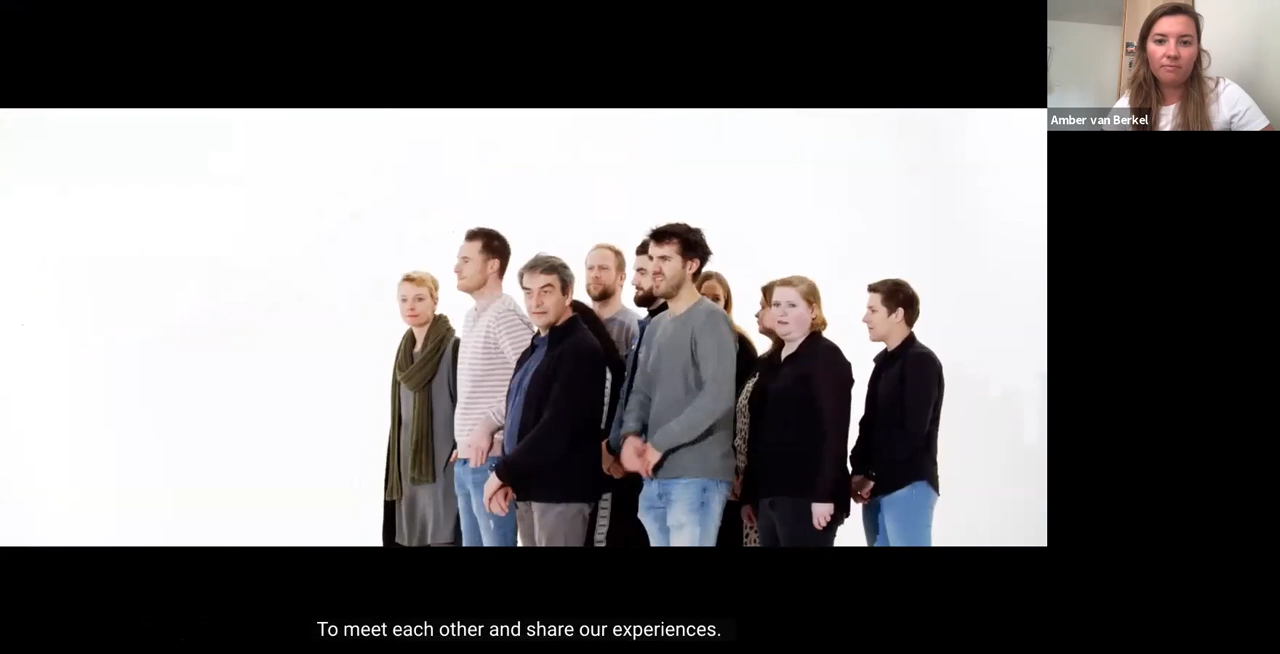 Amber van Berkel
To meet each other and share our experiences.